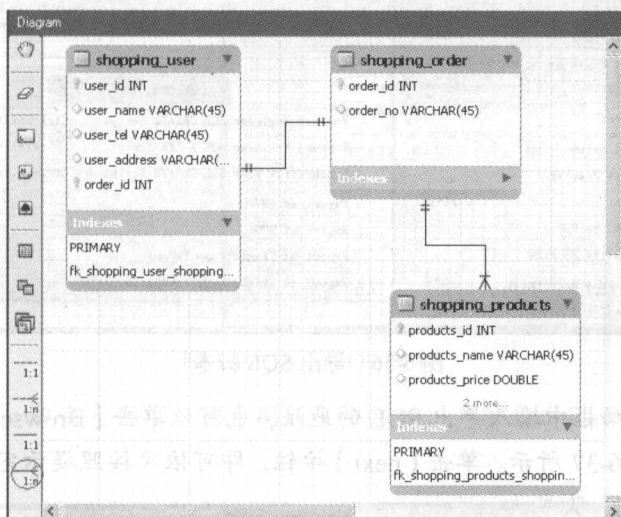 Diagram
shopping_user
user_id INT
user_name VARCHAR(45)
user_tel VARCHAR(45)
user_address VARCHAR(...
order_id INT
Indexes
PRIMARY
fk_shopping_user_shopping...
shopping_order
order_id INT
order_no VARCHAR(45)
Indexes
shopping_products
products_id INT
products_name VARCHAR(45)
products_price DOUBLE
2 more...
Indexes
PRIMARY
fk_shopping_products_shoppin...
1:1
1:n
1:1
1:n